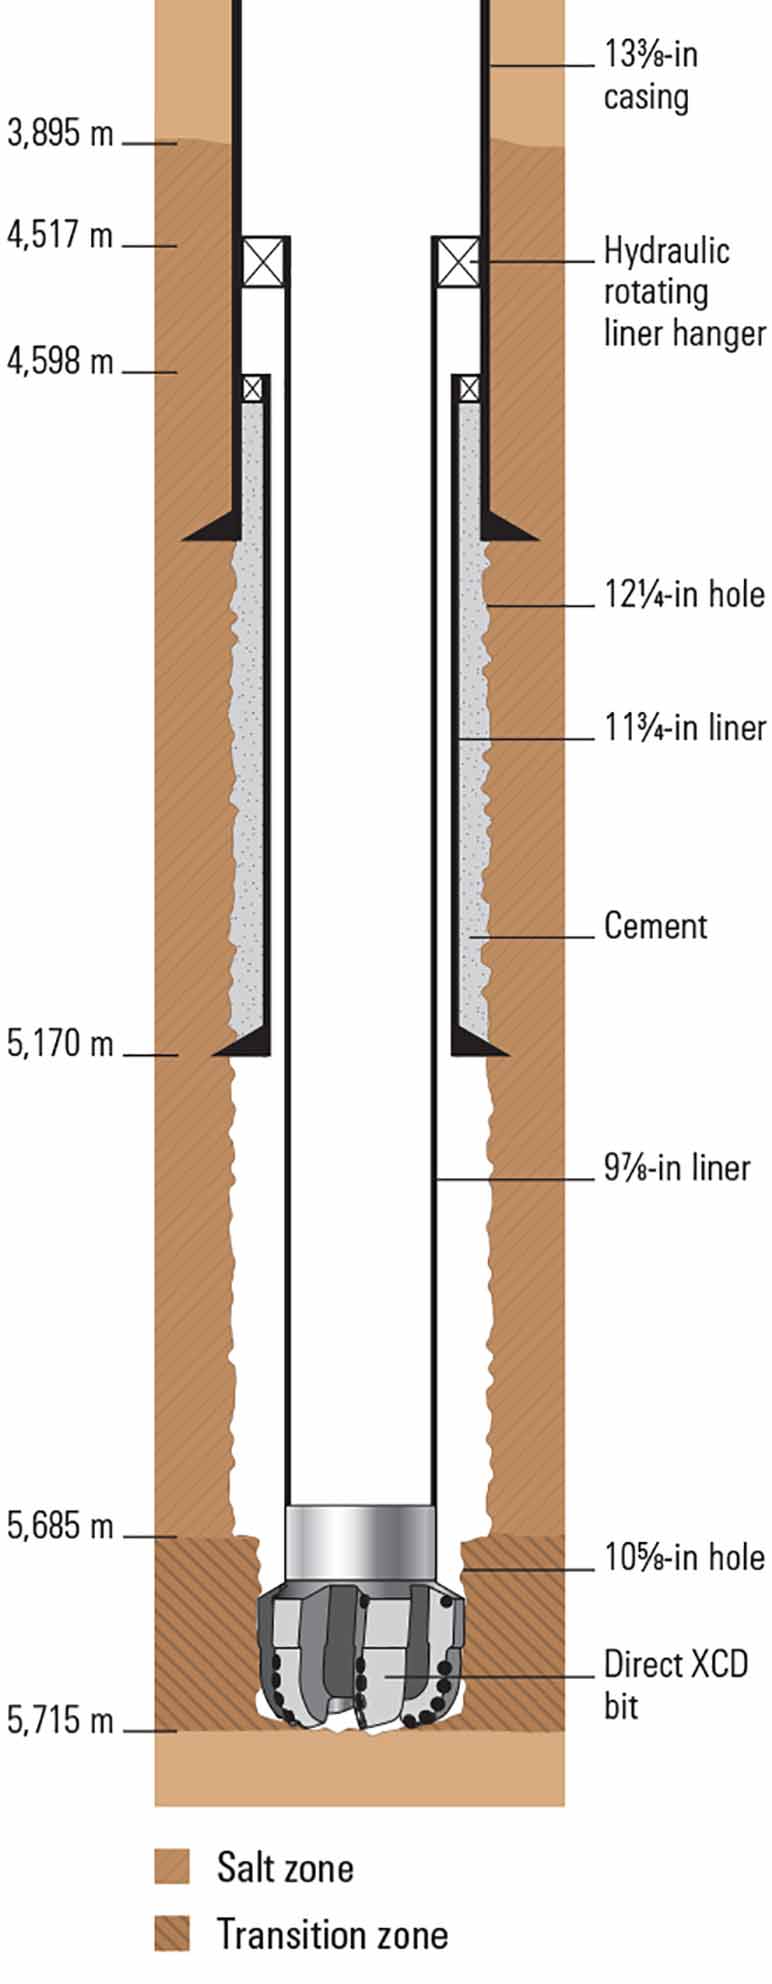 13⅜-in
casing
3,895 m
4,517 m
Hydraulic
rotating
liner hanger
4,598 m
12¼-in hole
11¾-in liner
Cement
5,170 m
9⅞-in liner
5,685 m
10⅝-in hole
Direct XCD
bit
5,715 m
Salt zone
Transition zone